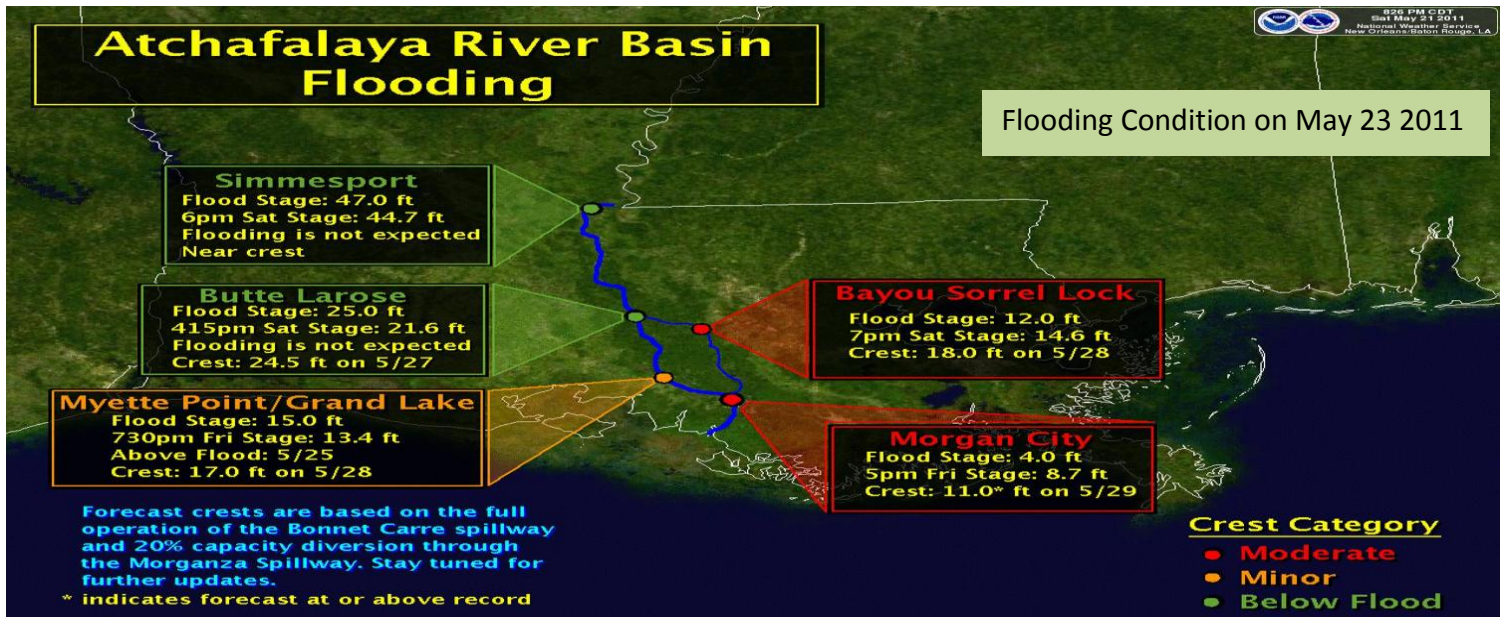 Atchafalaya River Basin
Flooding
826 PM CDT
Sat May 21 2011
National Weather Service
New Orleans/Baton Rouge, LA
Flooding Condition on May 23 2011
Simmesport
Flood Stage: 47.0 ft
6pm Sat Stage: 44.7 ft
Flooding is not expected
Near crest
Butte Larose
Flood Stage: 25.0 ft
415pm Sat Stage: 21.6 ft
Flooding is not expected
Crest: 24.5 ft on 5/27
Bayou Sorrel Lock
Flood Stage: 12.0 ft
7pm Sat Stage: 14.6 ft
Crest: 18.0 ft on 5/28
Myette Point/Grand Lake
Flood Stage: 15.0 ft
730pm Fri Stage: 13.4 ft
Above Flood: 5/25
Crest: 17.0 ft on 5/28
Morgan City
Flood Stage: 4.0 ft
5pm Fri Stage: 8.7 ft
Crest: 11.0* ft on 5/29
Forecast crests are based on the full
operation of the Bonnet Carre spillway
and 20% capacity diversion through
the Morganza Spillway. Stay tuned for
further updates.
* indicates forecast at or above record
Crest Category
Moderate
Minor
Below Flood